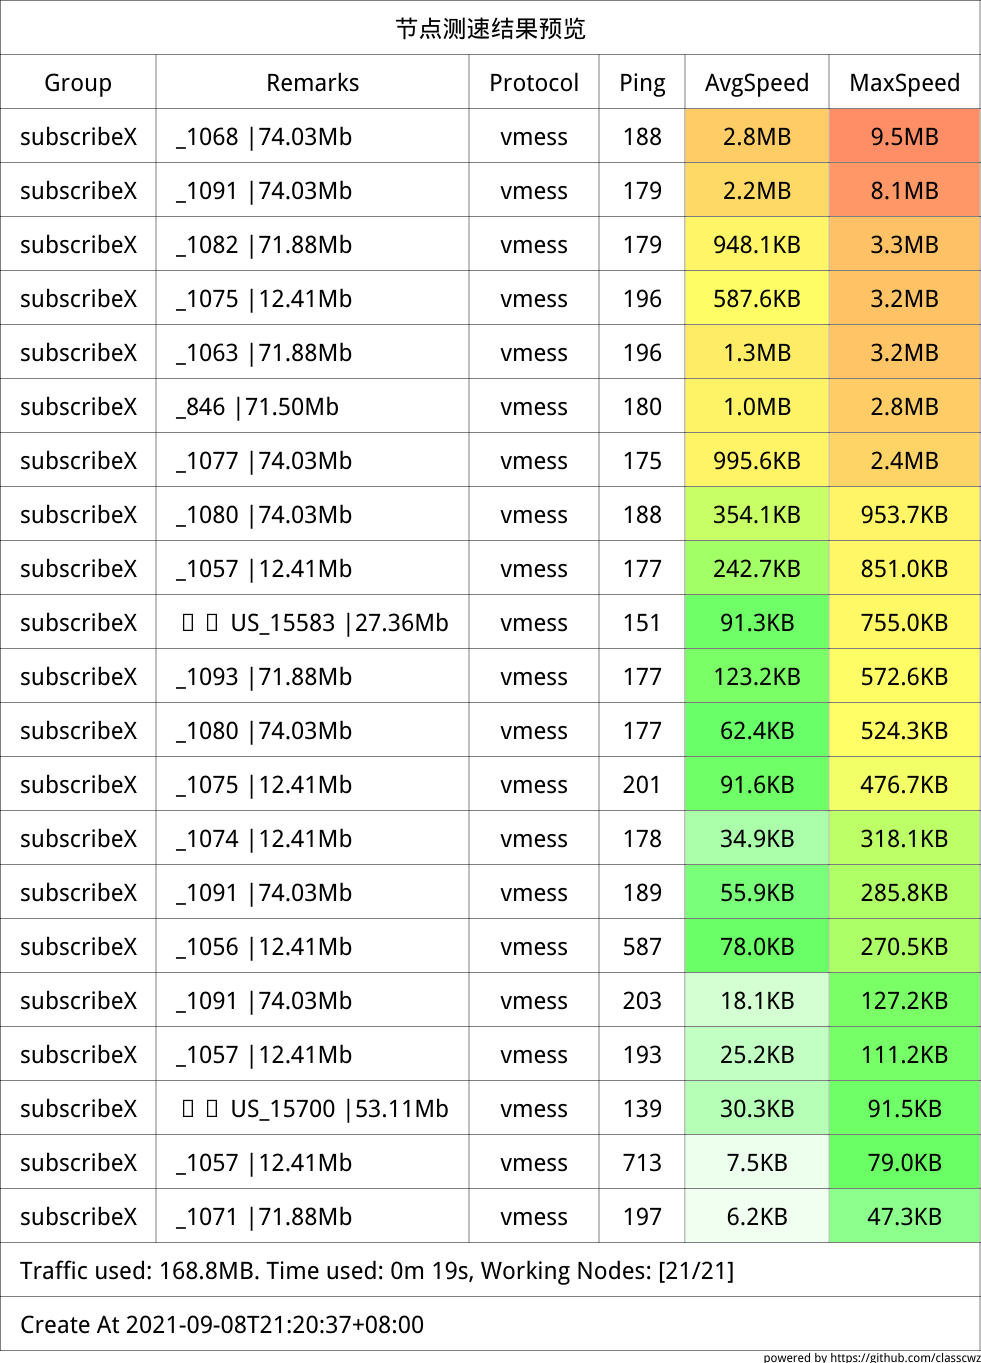 节点测速结果预览
Group Remarks Protocol Ping AvgSpeed MaxSpeed
subscribeX _1068 |74.03Mb vmess 188 2.8MB 9.5MB
subscribeX _1091 |74.03Mb vmess 179 2.2MB 8.1MB
subscribeX _1082 |71.88Mb vmess 179 948.1KB 3.3MB
subscribeX _1075 |12.41Mb vmess 196 587.6KB 3.2MB
subscribeX _1063 |71.88Mb vmess 196 1.3MB 3.2MB
subscribeX _846 |71.50Mb vmess 180 1.0MB 2.8MB
subscribeX _1077 |74.03Mb vmess 175 995.6KB 2.4MB
subscribeX _1080 |74.03Mb vmess 188 354.1KB 953.7KB
subscribeX _1057 |12.41Mb vmess 177 242.7KB 851.0KB
subscribeX US_15583 |27.36Mb vmess 151 91.3KB 755.0KB
subscribeX _1093 |71.88Mb vmess 177 123.2KB 572.6KB
subscribeX _1080 |74.03Mb vmess 177 62.4KB 524.3KB
subscribeX _1075 |12.41Mb vmess 201 91.6KB 476.7KB
subscribeX _1074 |12.41Mb vmess 178 34.9KB 318.1KB
subscribeX _1091 |74.03Mb vmess 189 55.9KB 285.8KB
subscribeX _1056 |12.41Mb vmess 587 78.0KB 270.5KB
subscribeX _1091 |74.03Mb vmess 203 18.1KB 127.2KB
subscribeX _1057 |12.41Mb vmess 193 25.2KB 111.2KB
subscribeX US_15700 |53.11Mb vmess 139 30.3KB 91.5KB
subscribeX _1057 |12.41Mb vmess 713 7.5KB 79.0KB
subscribeX _1071 |71.88Mb vmess 197 6.2KB 47.3KB
Traffic used: 168.8MB. Time used: 0m 19s, Working Nodes: [21/21]
Create At 2021-09-08T21:20:37+08:00
powered by https://github.com/classcwz